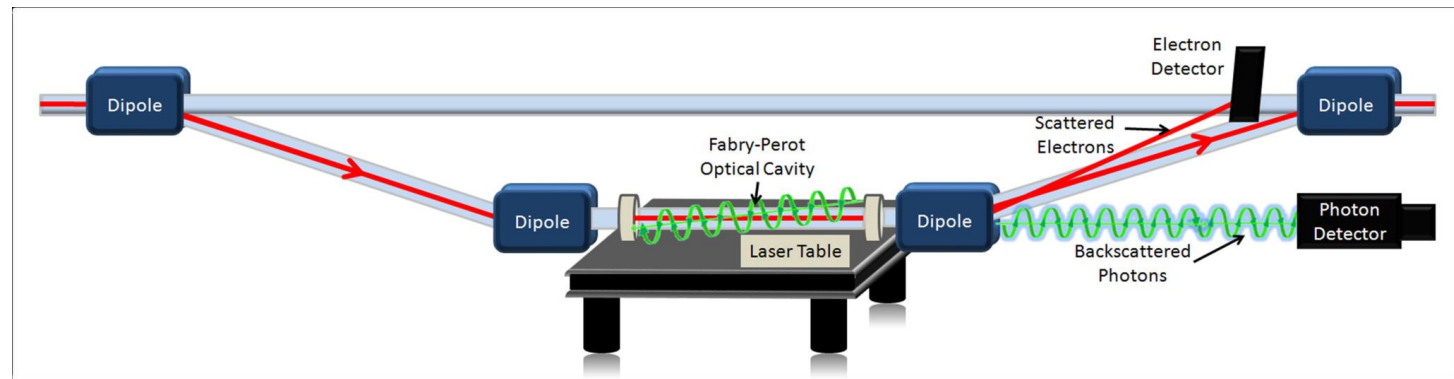 Electron
Detector
Dipole
Dipole
Scattered
Electrons
Fabry-Perot
Optical Cavity
Dipole
Dipole
Photon
Detector
Laser Table
Backscattered
Photons